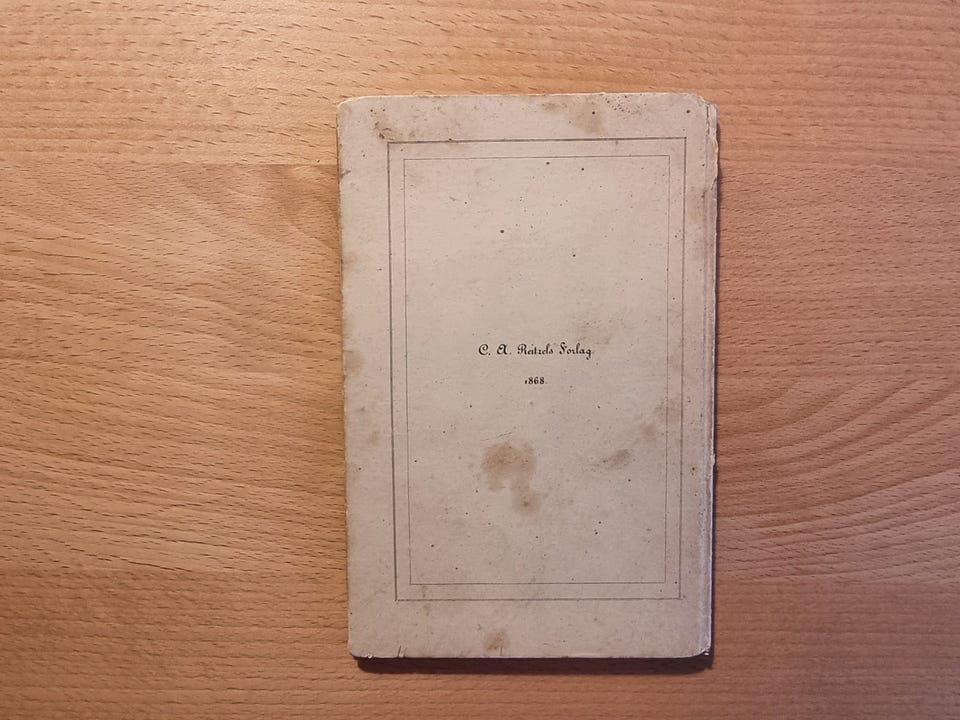 C. A. Reitzels Forlag.
1868.